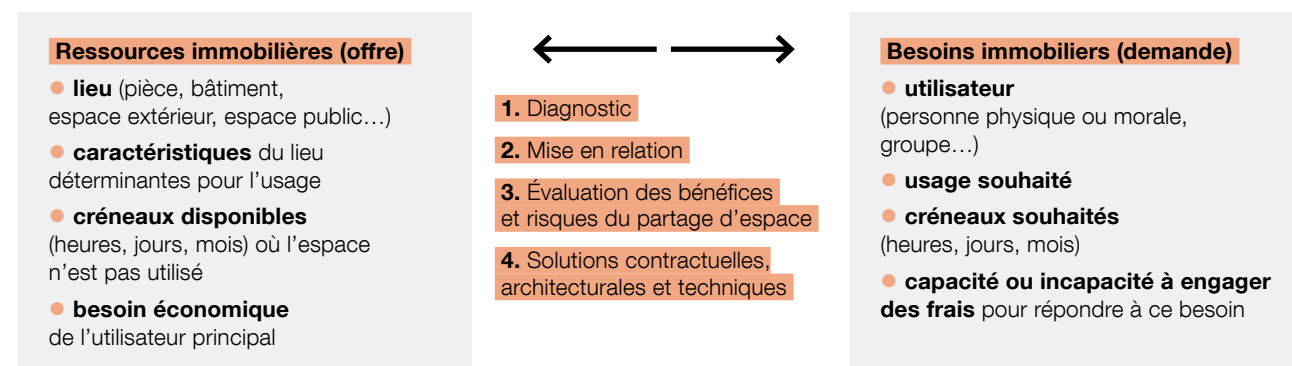 Ressources immobilières (offre)
● lieu (pièce, bâtiment,
espace extérieur, espace public…)
● caractéristiques du lieu
déterminantes pour l’usage
● créneaux disponibles
(heures, jours, mois) où l’espace
n’est pas utilisé
● besoin économique
de l’utilisateur principal
1. Diagnostic
2. Mise en relation
3. Évaluation des bénéfices
et risques du partage d’espace
4. Solutions contractuelles,
architecturales et techniques
Besoins immobiliers (demande)
● utilisateur
(personne physique ou morale,
groupe…)
● usage souhaité
● créneaux souhaités
(heures, jours, mois)
● capacité ou incapacité à engager
des frais pour répondre à ce besoin